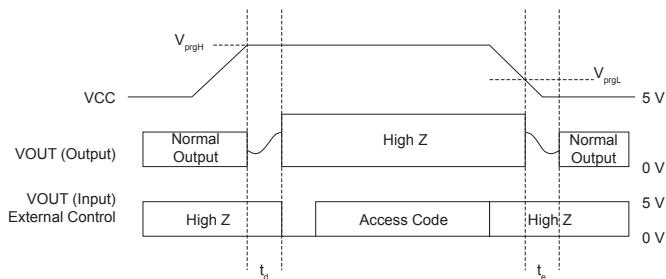 VprgH
VprgL
VCC
5 V
Normal
Output
High Z
Normal
Output
VOUT (Output)
0 V
VOUT (Input)
External Control
High Z
Access Code
High Z
5 V
0 V
td
te